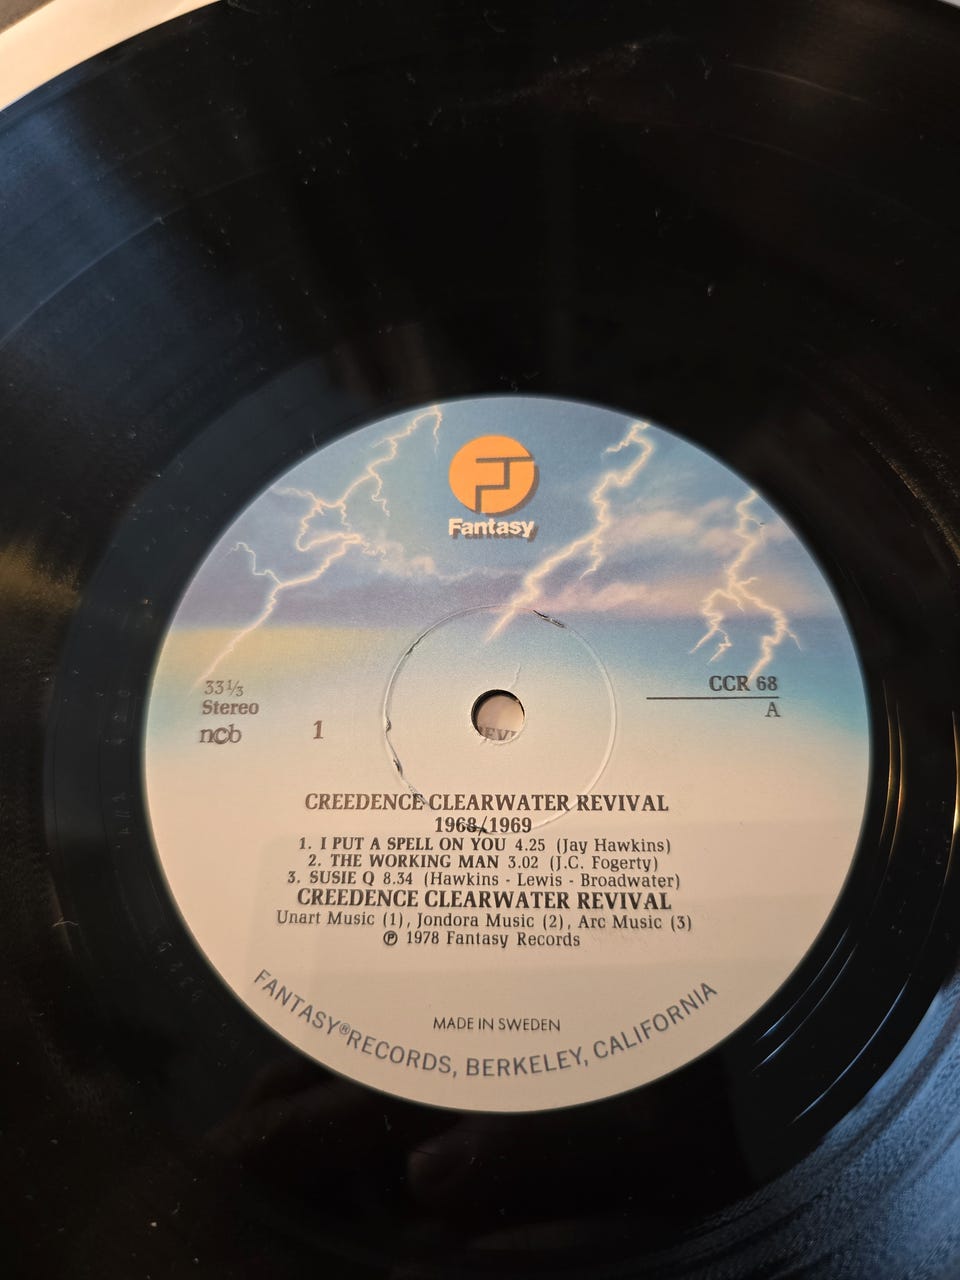 Fantasy
33⅓
Stereo
ncb
1
CCR 68
A
CREEDENCE CLEARWATER REVIVAL
1968/1969
1. I PUT A SPELL ON YOU 4.25 (Jay Hawkins)
2. THE WORKING MAN 3.02 (J.C. Fogerty)
3. SUSIE Q 8.34 (Hawkins - Lewis - Broadwater)
CREEDENCE CLEARWATER REVIVAL
Unart Music (1), Jondora Music (2), Arc Music (3)
℗ 1978 Fantasy Records
MADE IN SWEDEN
FANTASY® RECORDS, BERKELEY, CALIFORNIA